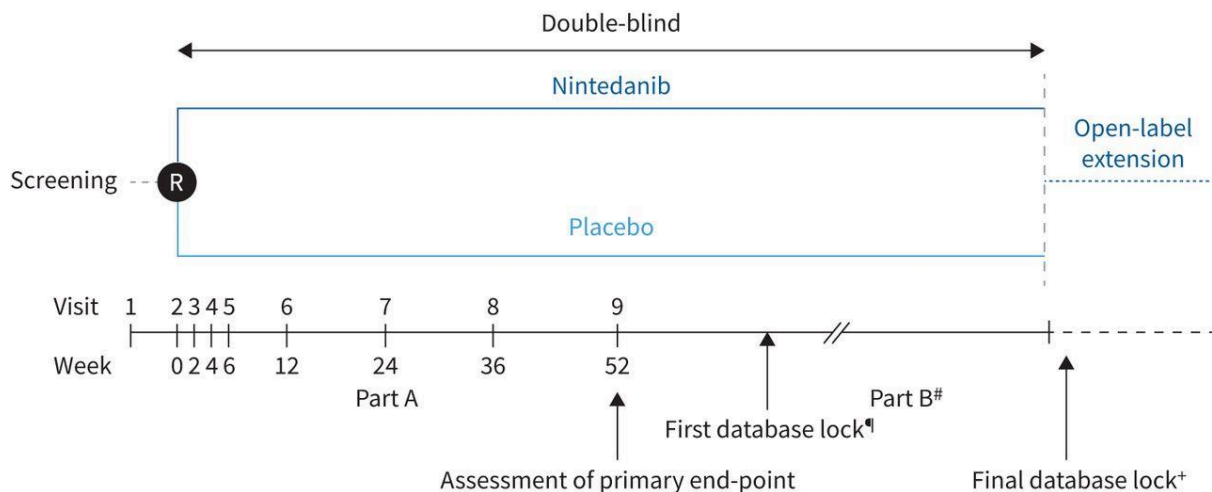 Double-blind
Nintedanib
Open-label
extension
Screening
R
Placebo
Visit 1 2 3 4 5 6 7 8 9
Week 0 2 4 6 12 24 36 52
Part A
Part B#
First database lock¶
Assessment of primary end-point
Final database lock+